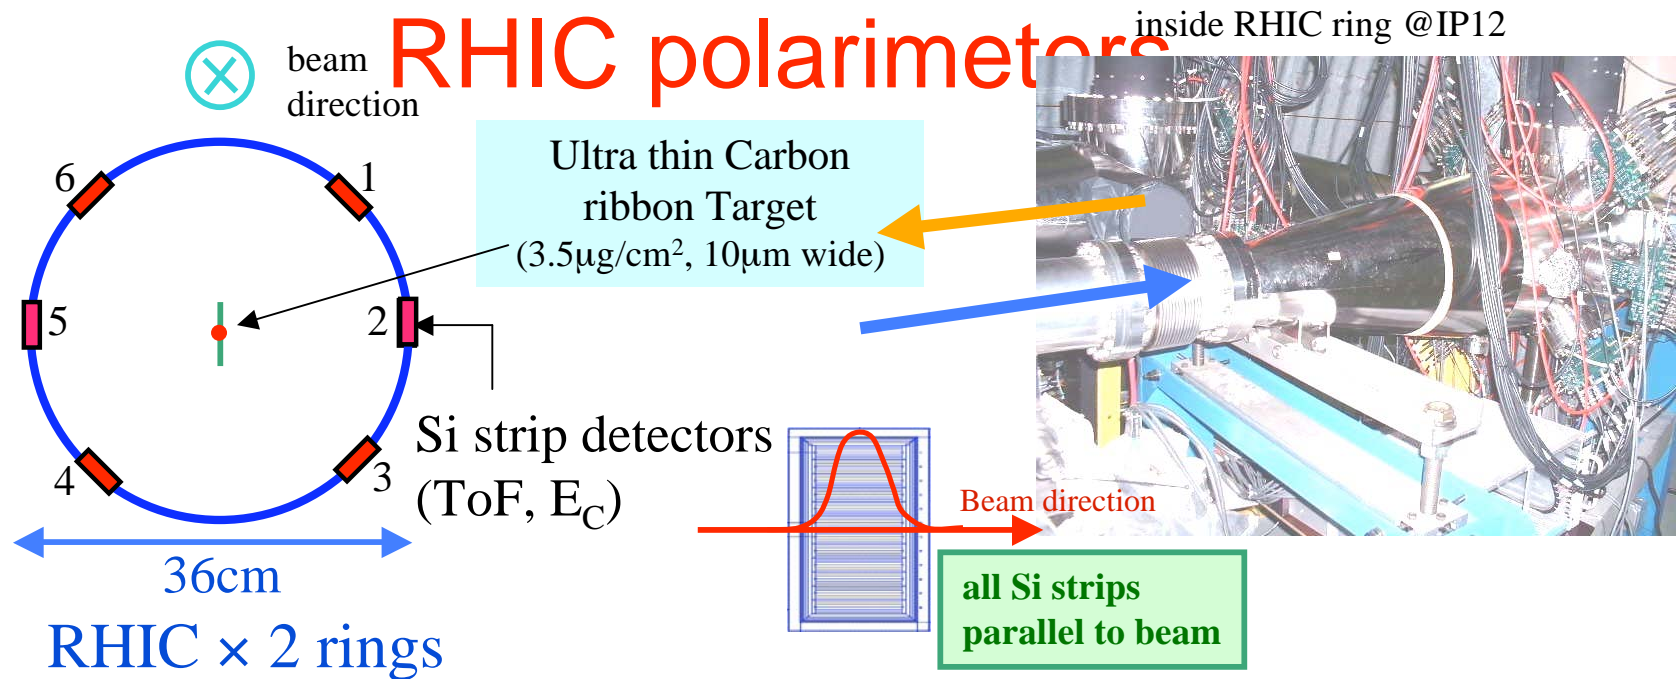 RHIC polarimeters
inside RHIC ring @IP12
beam
direction
Ultra thin Carbon
ribbon Target
(3.5μg/cm², 10μm wide)
6
1
5
2
4
3
Si strip detectors
(ToF, E_C)
Beam direction
36cm
all Si strips
parallel to beam
RHIC × 2 rings